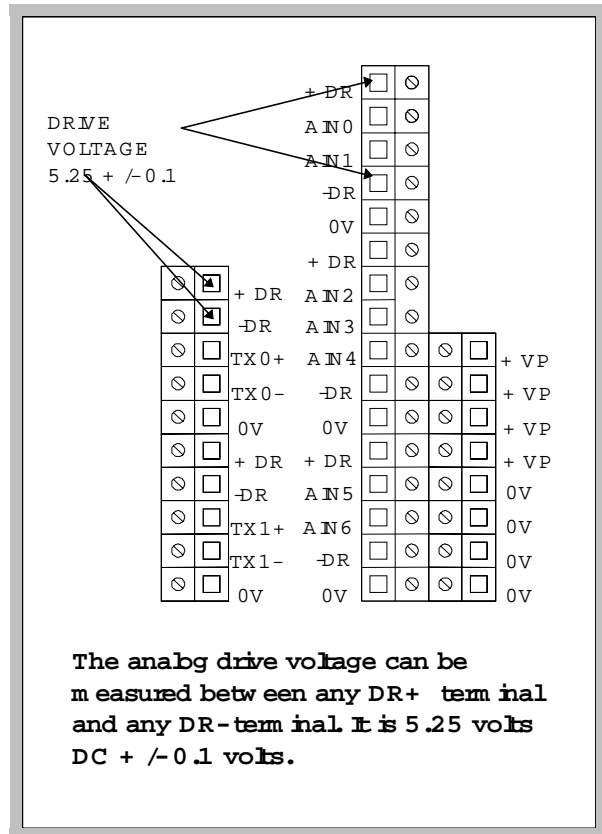 DRIVE
VOLTAGE
5.25 +/-0.1
+ DR
AIN0
AIN1
-DR
0V
+ DR
AIN2
AIN3
AIN4
-DR
0V
+ DR
AIN5
AIN6
-DR
0V
+ DR
-DR
TX0+
TX0-
0V
+ DR
-DR
TX1+
TX1-
0V
+ VP
+ VP
+ VP
+ VP
0V
0V
0V
0V
The analog drive voltage can be
measured between any DR+ terminal
and any DR-terminal. It is 5.25 volts
DC +/-0.1 volts.